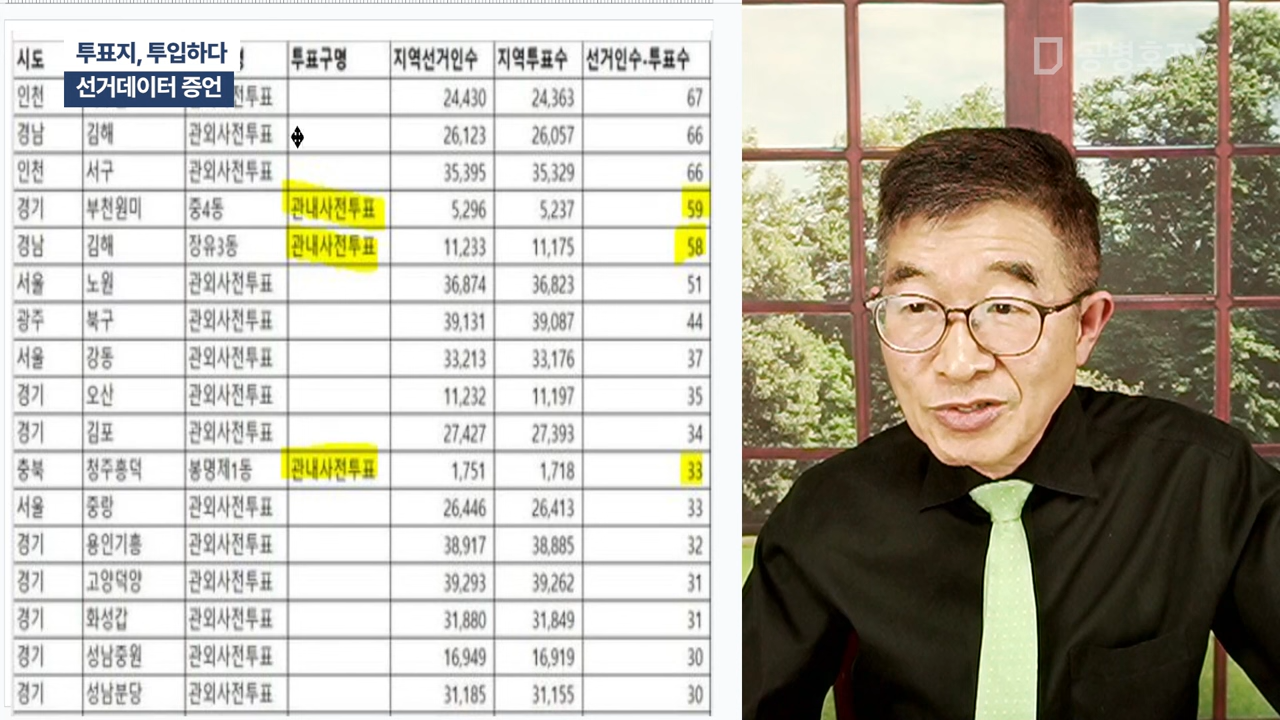 투표지, 투입하다
선거데이터 증언
공병호
시도 명 투표구명 지역선거인수 지역투표수 선거인수-투표수
인천 관외사전투표 24,430 24,363 67
경남 김해 관외사전투표 26,123 26,057 66
인천 서구 관외사전투표 35,395 35,329 66
경기 부천원미 중4동 관내사전투표 5,296 5,237 59
경남 김해 장유3동 관내사전투표 11,233 11,175 58
서울 노원 관외사전투표 36,874 36,823 51
광주 북구 관외사전투표 39,131 39,087 44
서울 강동 관외사전투표 33,213 33,176 37
경기 오산 관외사전투표 11,232 11,197 35
경기 김포 관외사전투표 27,427 27,393 34
충북 청주흥덕 봉명제1동 관내사전투표 1,751 1,718 33
서울 중랑 관외사전투표 26,446 26,413 33
경기 용인기흥 관외사전투표 38,917 38,885 32
경기 고양덕양 관외사전투표 39,293 39,262 31
경기 화성갑 관외사전투표 31,880 31,849 31
경기 성남중원 관외사전투표 16,949 16,919 30
경기 성남분당 관외사전투표 31,185 31,155 30